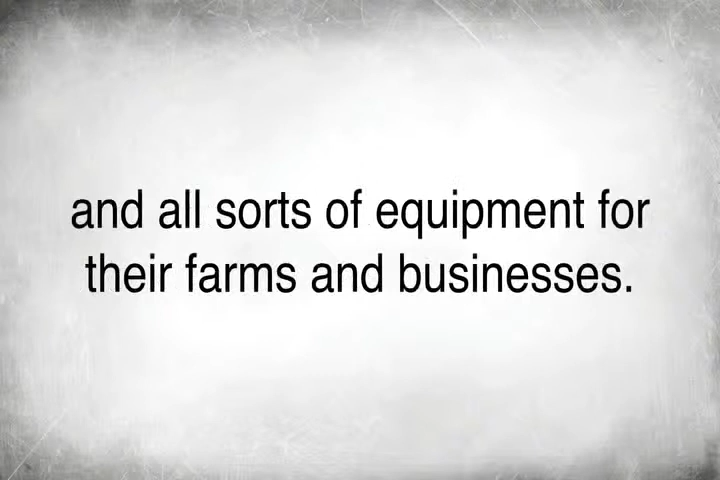 and all sorts of equipment for
their farms and businesses.